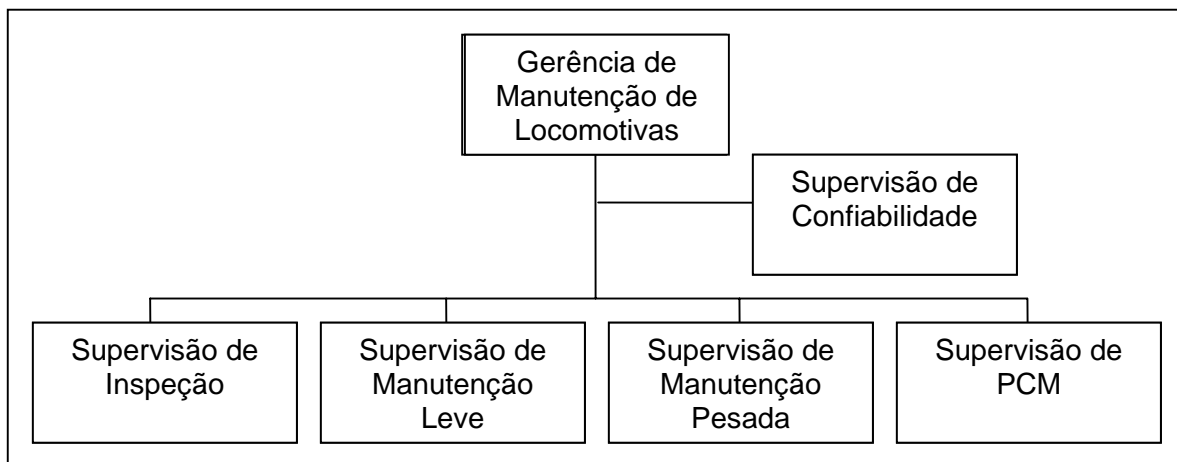 Gerência de
Manutenção de
Locomotivas
Supervisão de
Confiabilidade
Supervisão de
Inspeção
Supervisão de
Manutenção
Leve
Supervisão de
Manutenção
Pesada
Supervisão de
PCM